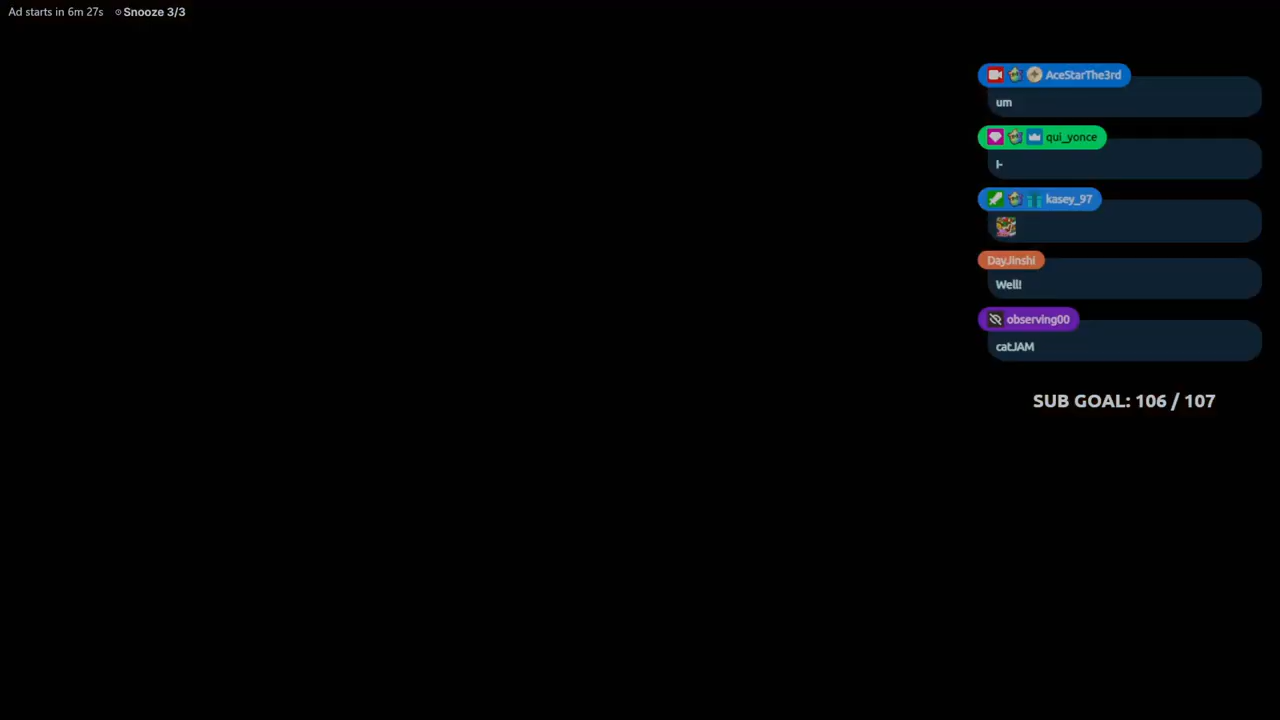 Ad starts in 6m 27s Snooze 3/3
AceStarThe3rd
um
qui_yonce
I-
kasey_97
DayJinshi
Well!
observing00
catJAM
SUB GOAL: 106 / 107